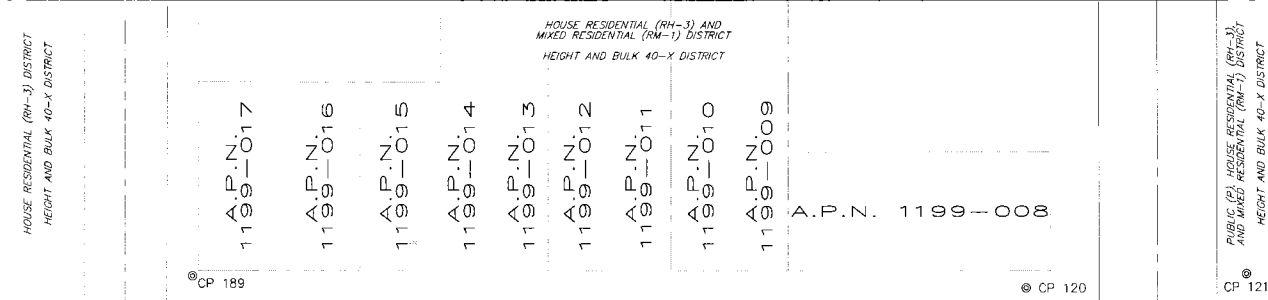 HOUSE RESIDENTIAL (RH-3) DISTRICT
HEIGHT AND BULK 40-X DISTRICT
HOUSE RESIDENTIAL (RH-3) AND
MIXED RESIDENTIAL (RM-1) DISTRICT
HEIGHT AND BULK 40-X DISTRICT
A.P.N.
1199-017
A.P.N.
1199-016
A.P.N.
1199-015
A.P.N.
1199-014
A.P.N.
1199-013
A.P.N.
1199-012
A.P.N.
1199-011
A.P.N.
1199-010
A.P.N.
1199-009
A.P.N. 1199-008
PUBLIC (P), HOUSE RESIDENTIAL (RH-3),
AND MIXED RESIDENTIAL (RM-1) DISTRICT
HEIGHT AND BULK 40-X DISTRICT
CP 189
CP 120
CP 121